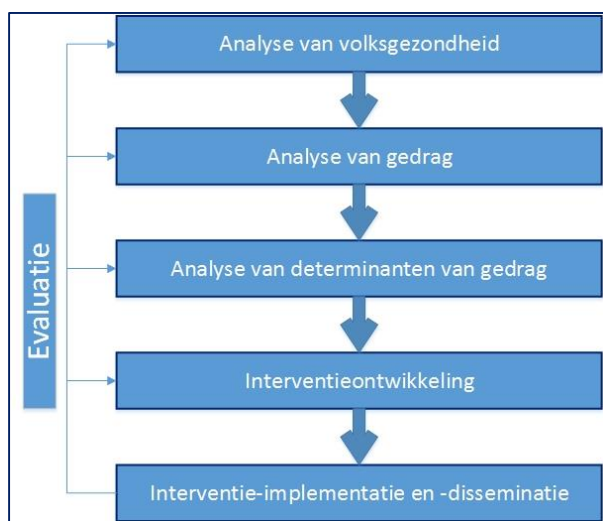 Analyse van volksgezondheid
Analyse van gedrag
Analyse van determinanten van gedrag
Interventieontwikkeling
Interventie-implementatie en -disseminatie
Evaluatie